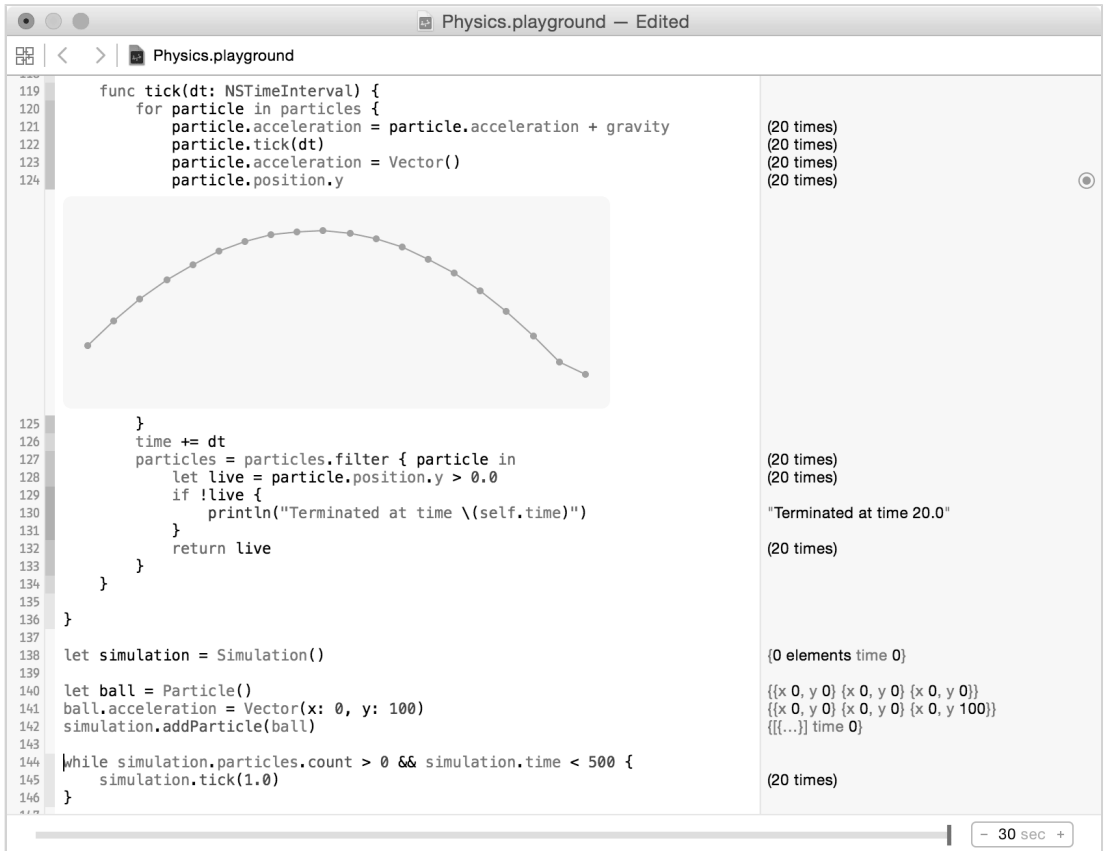 Physics.playground — Edited
Physics.playground
119 func tick(dt: NSTimeInterval) {
120 for particle in particles {
121 particle.acceleration = particle.acceleration + gravity (20 times)
122 particle.tick(dt) (20 times)
123 particle.acceleration = Vector() (20 times)
124 particle.position.y (20 times)
125 }
126 time += dt
127 particles = particles.filter { particle in (20 times)
128 let live = particle.position.y > 0.0 (20 times)
129 if !live {
130 println("Terminated at time \(self.time)") "Terminated at time 20.0"
131 }
132 return live (20 times)
133 }
134 }
135
136 }
137
138 let simulation = Simulation() {0 elements time 0}
139
140 let ball = Particle() {{x 0, y 0} {x 0, y 0} {x 0, y 0}}
141 ball.acceleration = Vector(x: 0, y: 100) {{x 0, y 0} {x 0, y 0} {x 0, y 100}}
142 simulation.addParticle(ball) {[{...}] time 0}
143
144 while simulation.particles.count > 0 && simulation.time < 500 {
145 simulation.tick(1.0) (20 times)
146 }
- 30 sec +